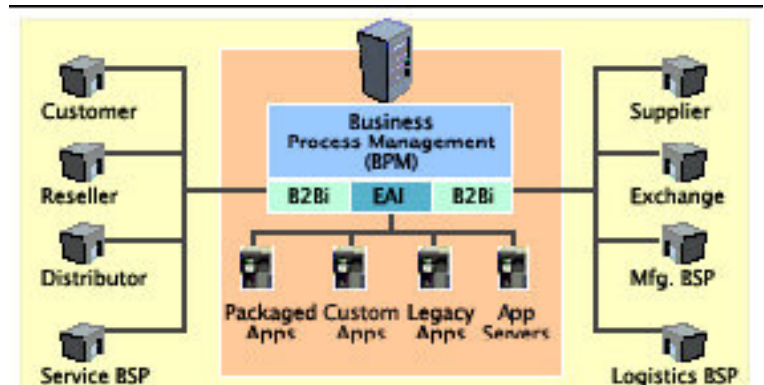 Customer
Reseller
Distributor
Service BSP
Business
Process Management
(BPM)
B2Bi EAI B2Bi
Packaged Custom Legacy App
Apps Apps Apps Servers
Supplier
Exchange
Mfg. BSP
Logistics BSP